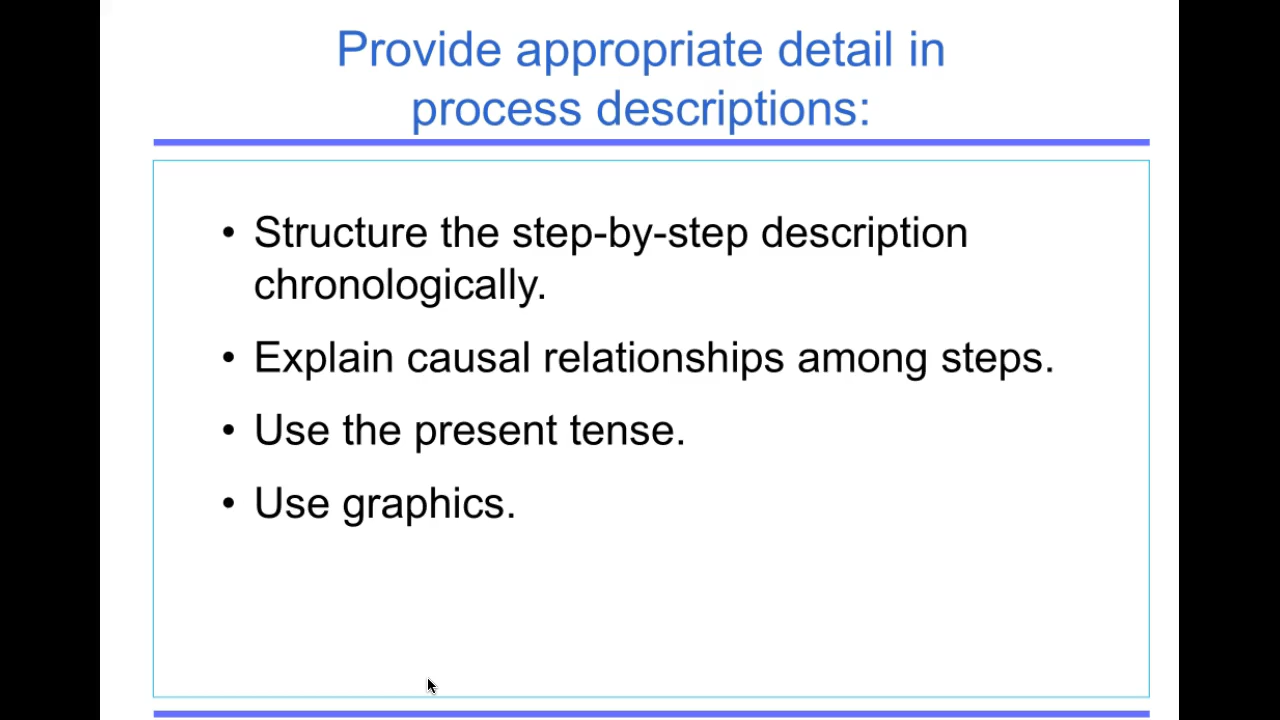 Provide appropriate detail in
process descriptions:
• Structure the step-by-step description
chronologically.
• Explain causal relationships among steps.
• Use the present tense.
• Use graphics.